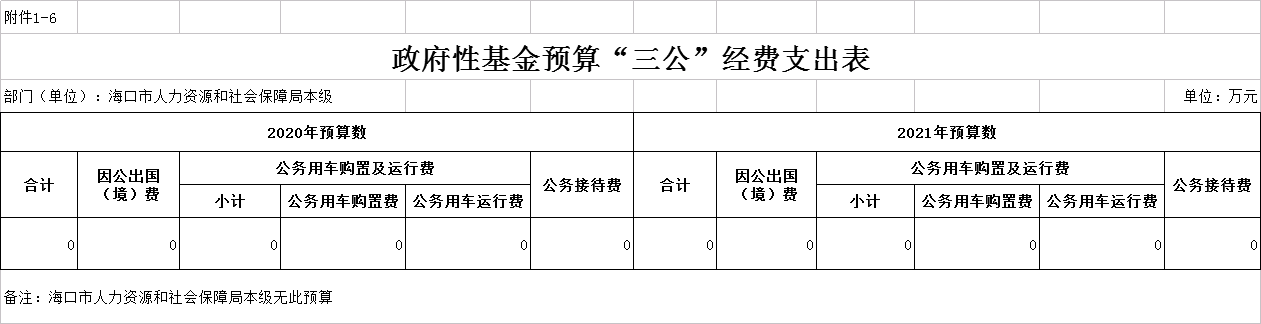 附件1-6
政府性基金预算“三公”经费支出表
部门（单位）：海口市人力资源和社会保障局本级 单位：万元
2020年预算数 2021年预算数
合计 因公出国（境）费 公务用车购置及运行费 公务接待费 合计 因公出国（境）费 公务用车购置及运行费 公务接待费
小计 公务用车购置费 公务用车运行费 小计 公务用车购置费 公务用车运行费
0 0 0 0 0 0 0 0 0 0 0 0
备注：海口市人力资源和社会保障局本级无此预算